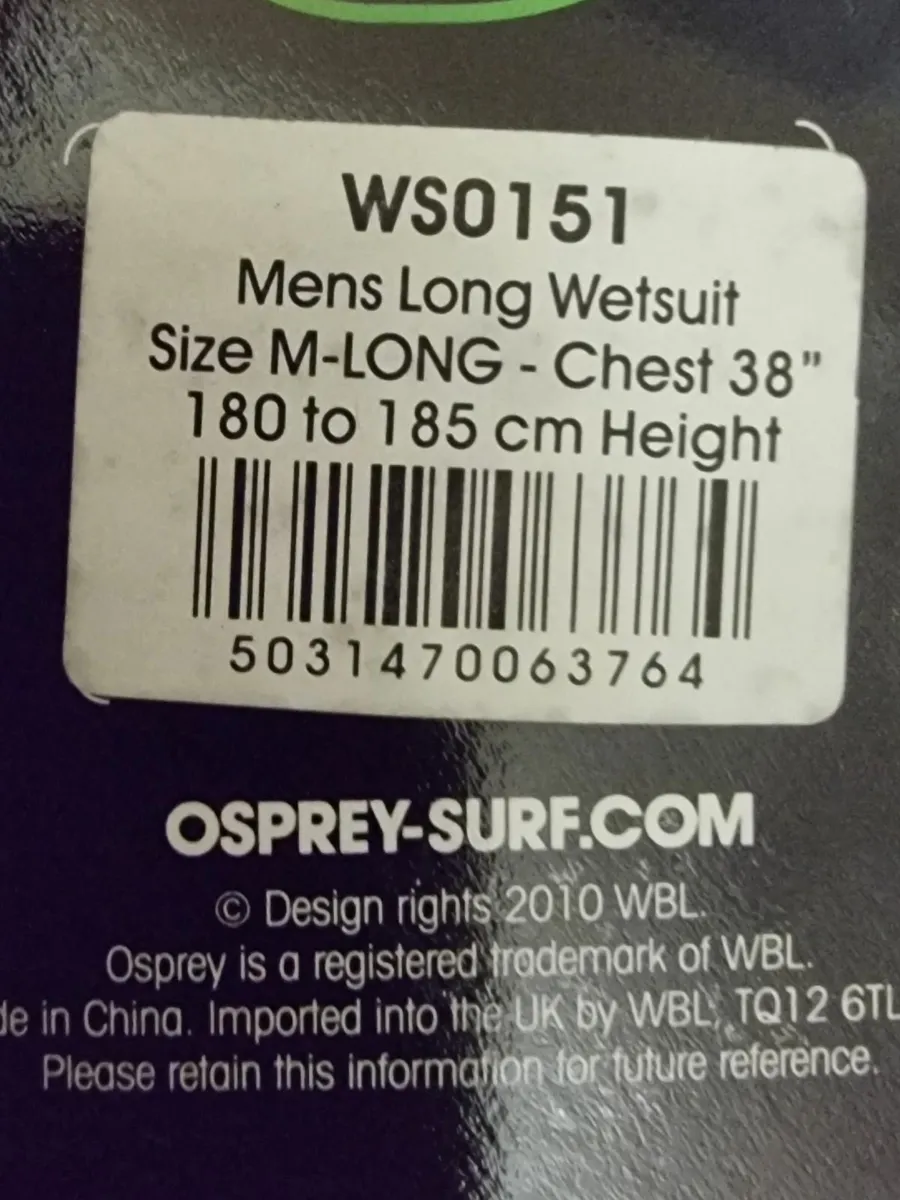 WS0151
Mens Long Wetsuit
Size M-LONG - Chest 38"
180 to 185 cm Height
5031470063764
OSPREY-SURF.COM
© Design rights 2010 WBL.
Osprey is a registered trademark of WBL.
de in China. Imported into the UK by WBL, TQ12 6TL
Please retain this information for future reference.